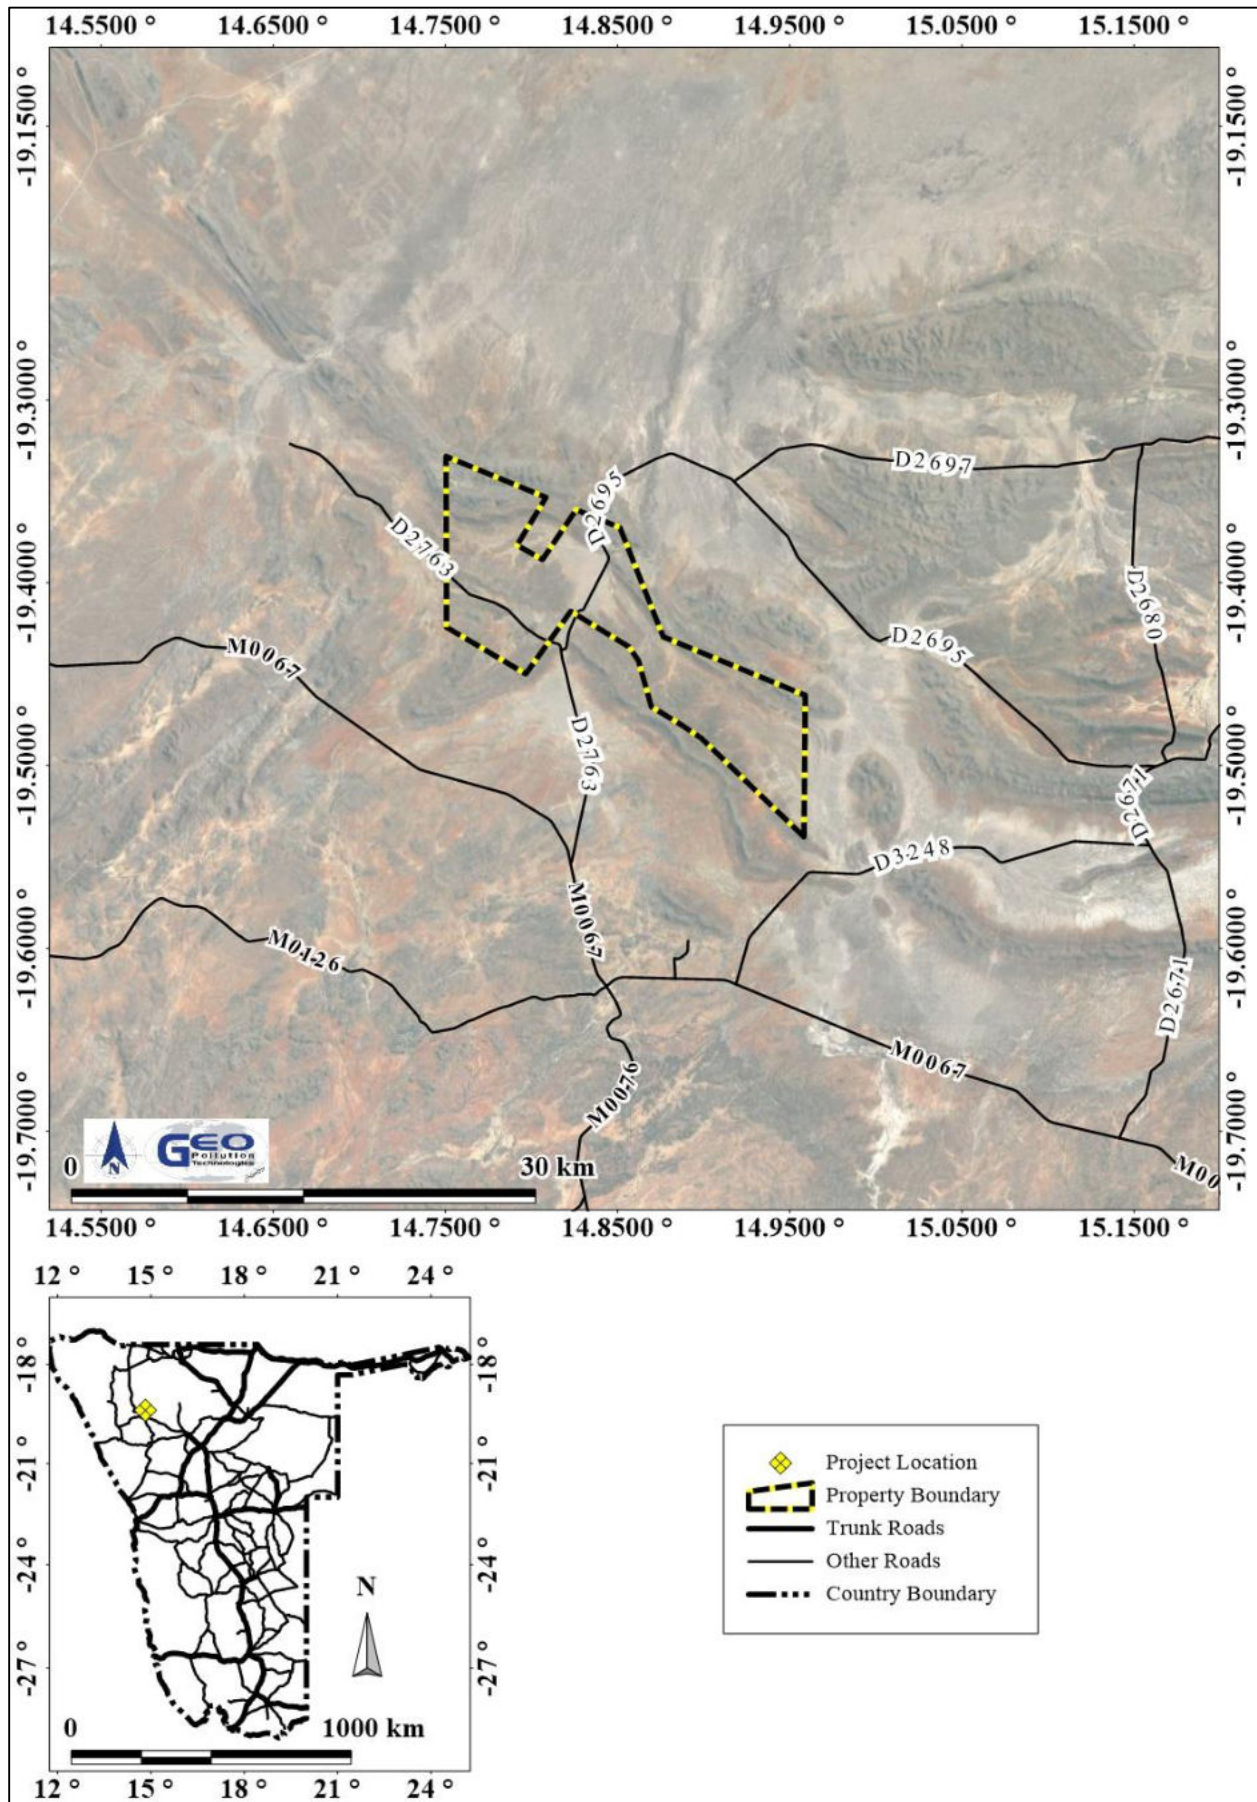 14.5500 ° 14.6500 ° 14.7500 ° 14.8500 ° 14.9500 ° 15.0500 ° 15.1500 °
-19.1500 ° -19.1500 °
-19.3000 ° -19.3000 °
D2697
D2695
D2763
-19.4000 ° -19.4000 °
D2680
D2695
M0067
D2763
-19.5000 ° -19.5000 °
D2671
D3248
M0067
M0126
-19.6000 ° -19.6000 °
D2671
M0067
M0076
-19.7000 ° -19.7000 °
M00
N
GEO
Pollution
Technologies
0 30 km
14.5500 ° 14.6500 ° 14.7500 ° 14.8500 ° 14.9500 ° 15.0500 ° 15.1500 °
12 ° 15 ° 18 ° 21 ° 24 °
-18 ° -18 °
-21 ° -21 °
-24 ° -24 °
-27 ° -27 °
N
0 1000 km
12 ° 15 ° 18 ° 21 ° 24 °
Project Location
Property Boundary
Trunk Roads
Other Roads
Country Boundary